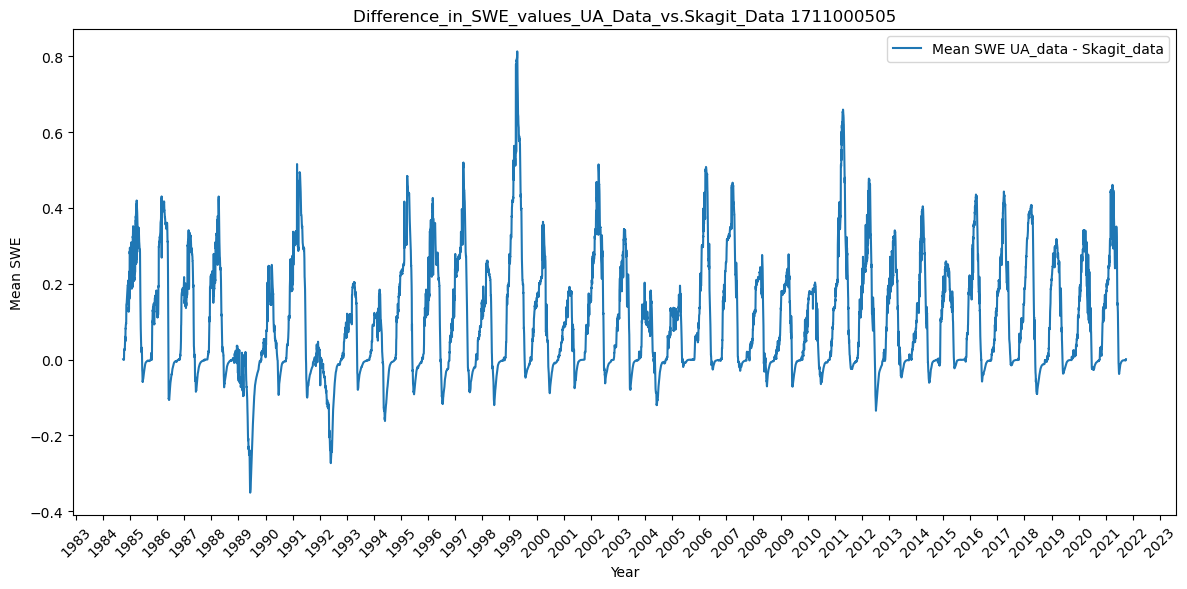 Difference_in_SWE_values_UA_Data_vs.Skagit_Data 1711000505
Mean SWE UA_data - Skagit_data
Mean SWE
0.8
0.6
0.4
0.2
0.0
−0.2
−0.4
1983 1984 1985 1986 1987 1988 1989 1990 1991 1992 1993 1994 1995 1996 1997 1998 1999 2000 2001 2002 2003 2004 2005 2006 2007 2008 2009 2010 2011 2012 2013 2014 2015 2016 2017 2018 2019 2020 2021 2022 2023
Year